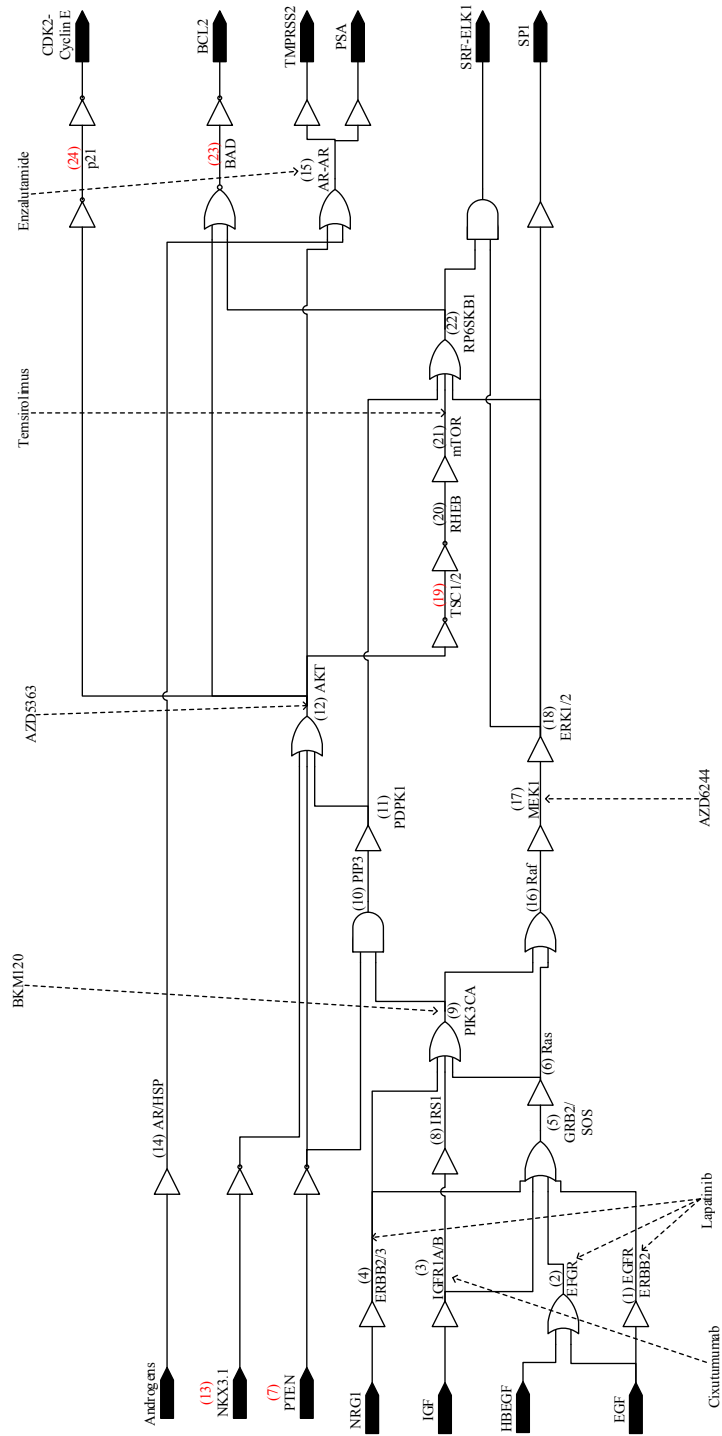 CDK2-
Cyclin E
BCL2
TMPRSS2
PSA
SRF-ELK1
SP1
(24)
p21
(23)
BAD
Enzalutamide
(15)
AR-AR
Temsirolimus
(22)
RP6SKB1
(21)
mTOR
(20)
RHEB
(19)
TSC1/2
AZD5363
(12) AKT
(18)
ERK1/2
(17)
MEK1
AZD6244
(11)
PDPK1
(10) PIP3
(16) Raf
BKM120
(9)
PIK3CA
(6) Ras
(14) AR/HSP
(8) IRS1
(5)
GRB2/
SOS
Lapatinib
(4)
ERBB2/3
(3)
IGFR1A/B
(2)
EFGR
(1) EGFR
ERBB2
Cixutumumab
Androgens
(13)
NKX3.1
(7)
PTEN
NRG1
IGF
HBEGF
EGF